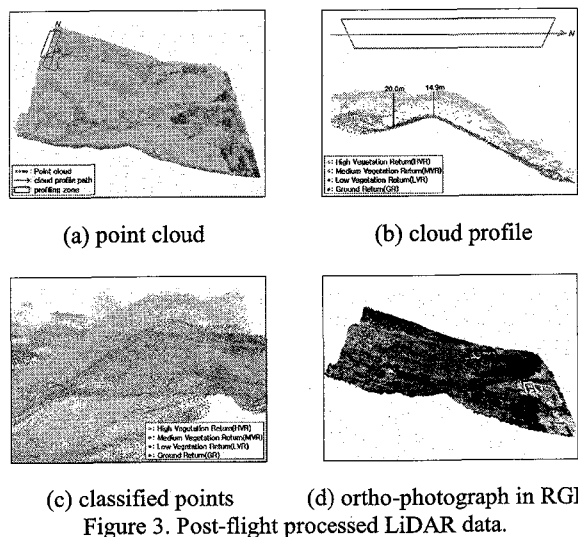 N
Point cloud
cloud profile path
profiling zone
N
20.0m 14.9m
High Vegetation Return(HVR)
Medium Vegetation Return(MVR)
Low Vegetation Return(LVR)
Ground Return(GR)
(a) point cloud (b) cloud profile
High Vegetation Return(HVR)
Medium Vegetation Return(MVR)
Low Vegetation Return(LVR)
Ground Return(GR)
(c) classified points (d) ortho-photograph in RGI
Figure 3. Post-flight processed LiDAR data.